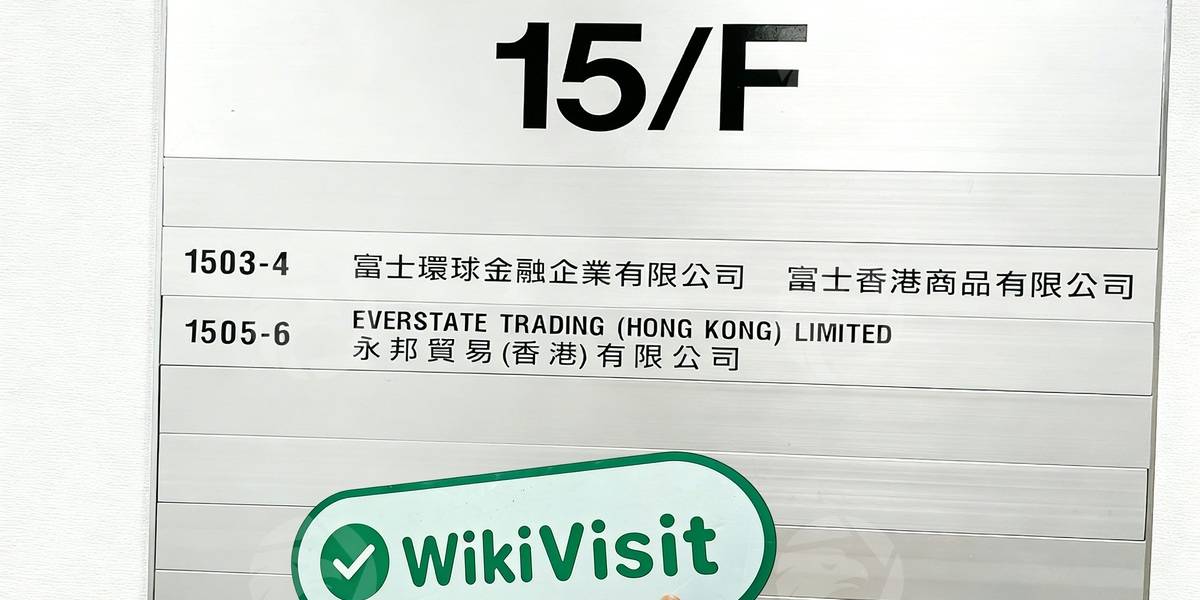 15/F
1503-4 富士環球金融企業有限公司 富士香港商品有限公司
1505-6 EVERSTATE TRADING (HONG KONG) LIMITED
永邦貿易(香港)有限公司
WikiVisit